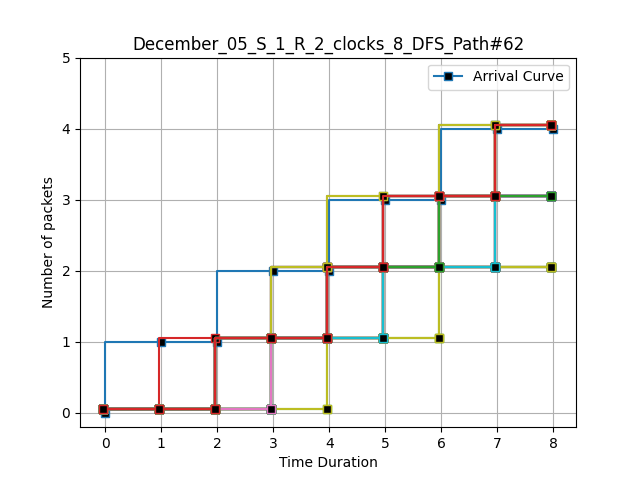 December_05_S_1_R_2_clocks_8_DFS_Path#62
Arrival Curve
Number of packets
5
4
3
2
1
0
0 1 2 3 4 5 6 7 8
Time Duration